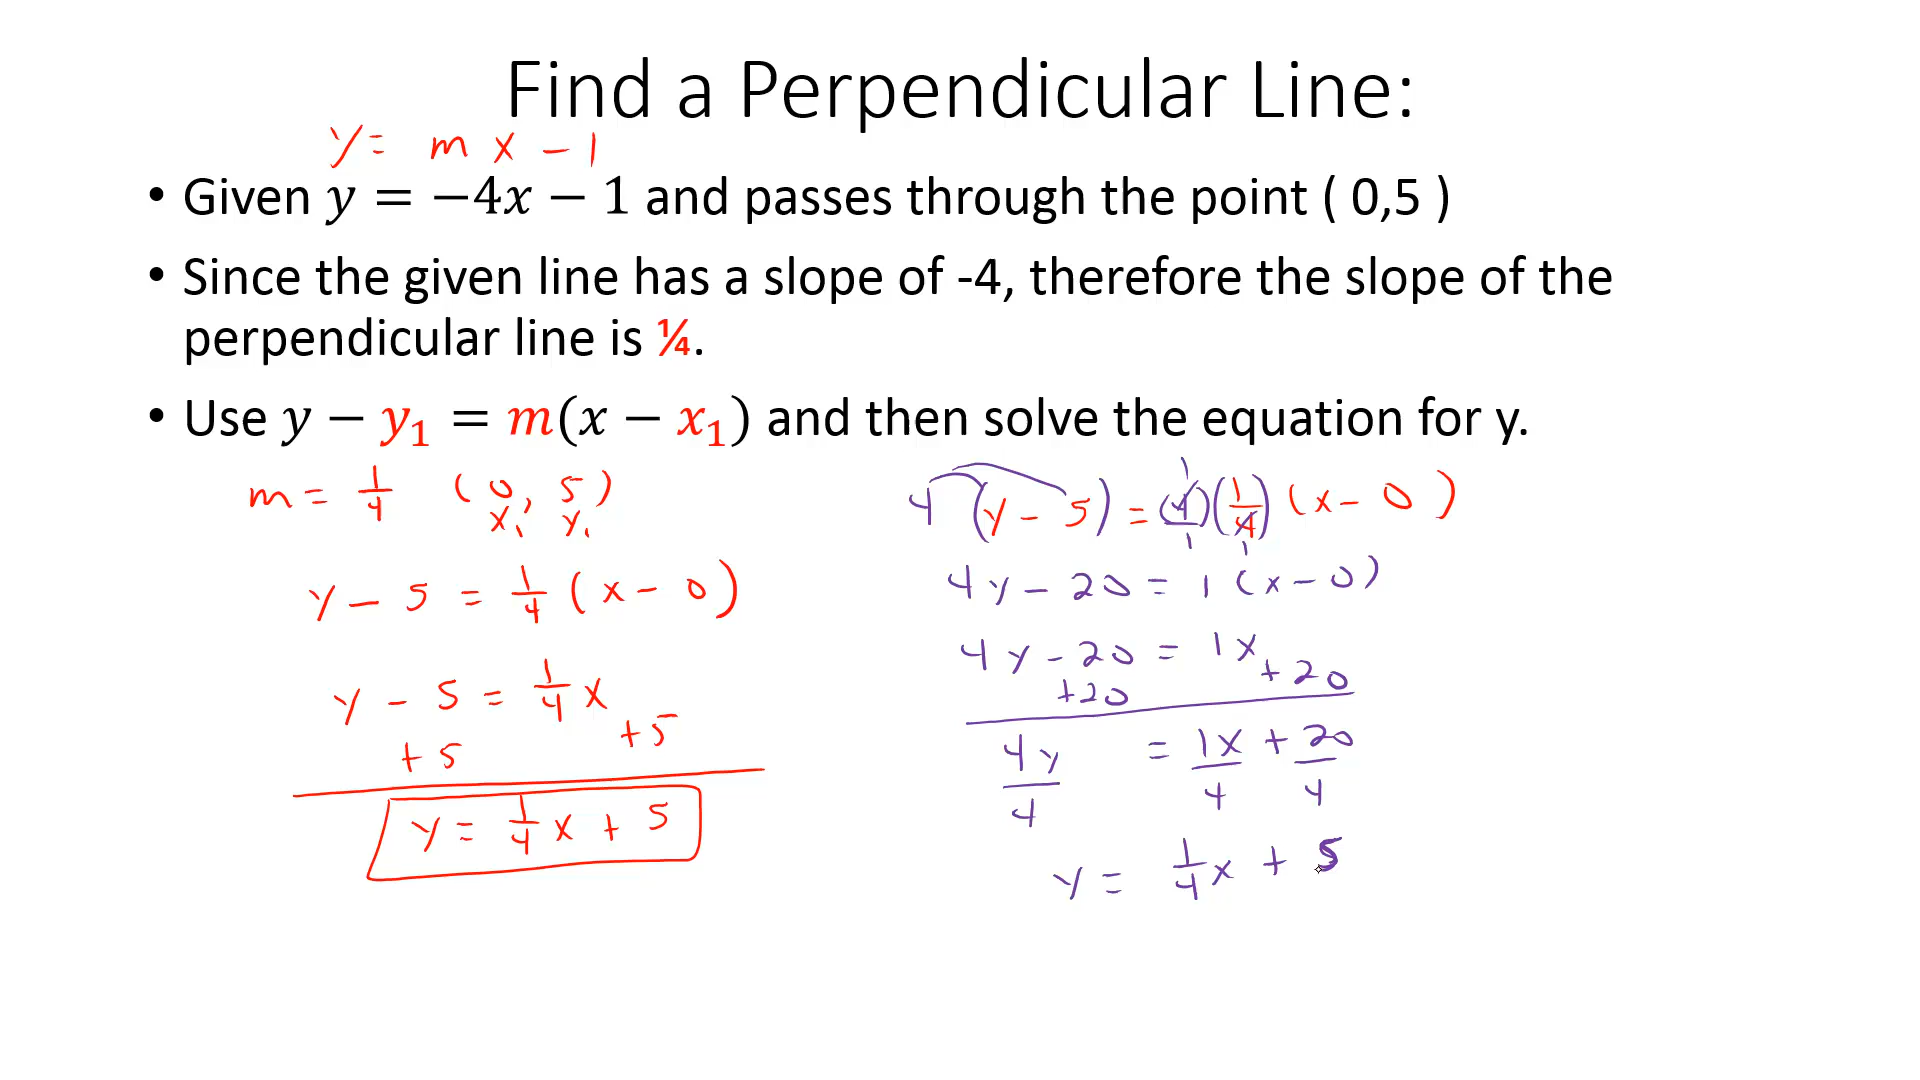 Find a Perpendicular Line:
y = m x - 1
• Given y = −4x − 1 and passes through the point ( 0,5 )
• Since the given line has a slope of -4, therefore the slope of the
perpendicular line is ¼.
• Use y − y₁ = m(x − x₁) and then solve the equation for y.
m = 1/4 (0, 5)
x₁ y₁
y - 5 = 1/4 (x - 0)
y - 5 = 1/4 x
+ 5 + 5
y = 1/4 x + 5
4 (y - 5) = (4/1)(1/4) (x - 0)
1 1 1
4y - 20 = 1 (x - 0)
4y - 20 = 1x
+20 + 20
4y/4 = 1x/4 + 20/4
y = 1/4 x + 5